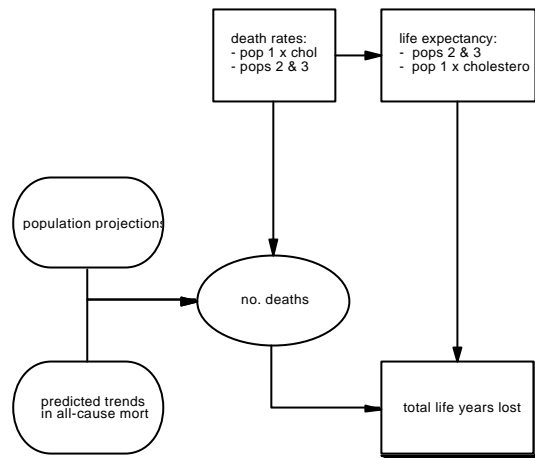 death rates:
- pop 1 x chol
- pops 2 & 3
life expectancy:
- pops 2 & 3
- pop 1 x cholestero
population projections
no. deaths
predicted trends
in all-cause mort
total life years lost